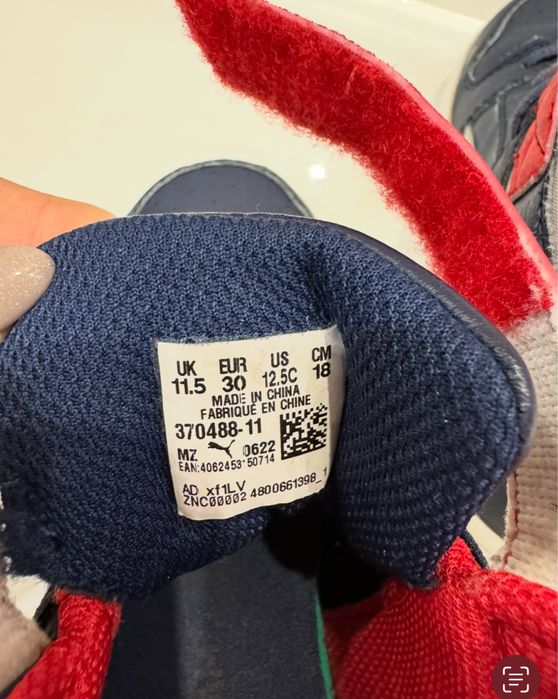 UK EUR US CM
11.5 30 12.5C 18
MADE IN CHINA
FABRIQUÉ EN CHINE
370488-11
MZ 0622
EAN:4062453*50714
AD xf1LV
ZNC00002 4800661398_1